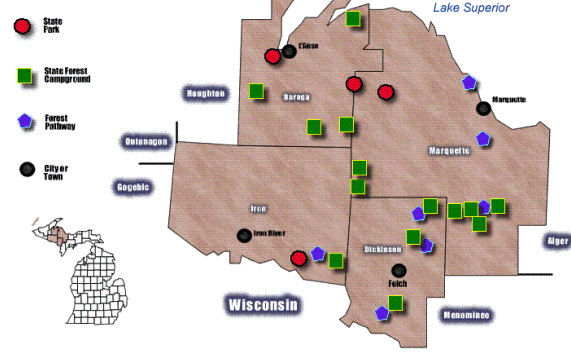 Lake Superior
State
Park
L'Anse
State Forest
Campground
Houghton
Baraga
Marquette
Forest
Pathway
Ontonagon
Marquette
City or
Town
Gogebic
Iron
Iron River
Dickinson
Alger
Felch
Wisconsin
Menominee